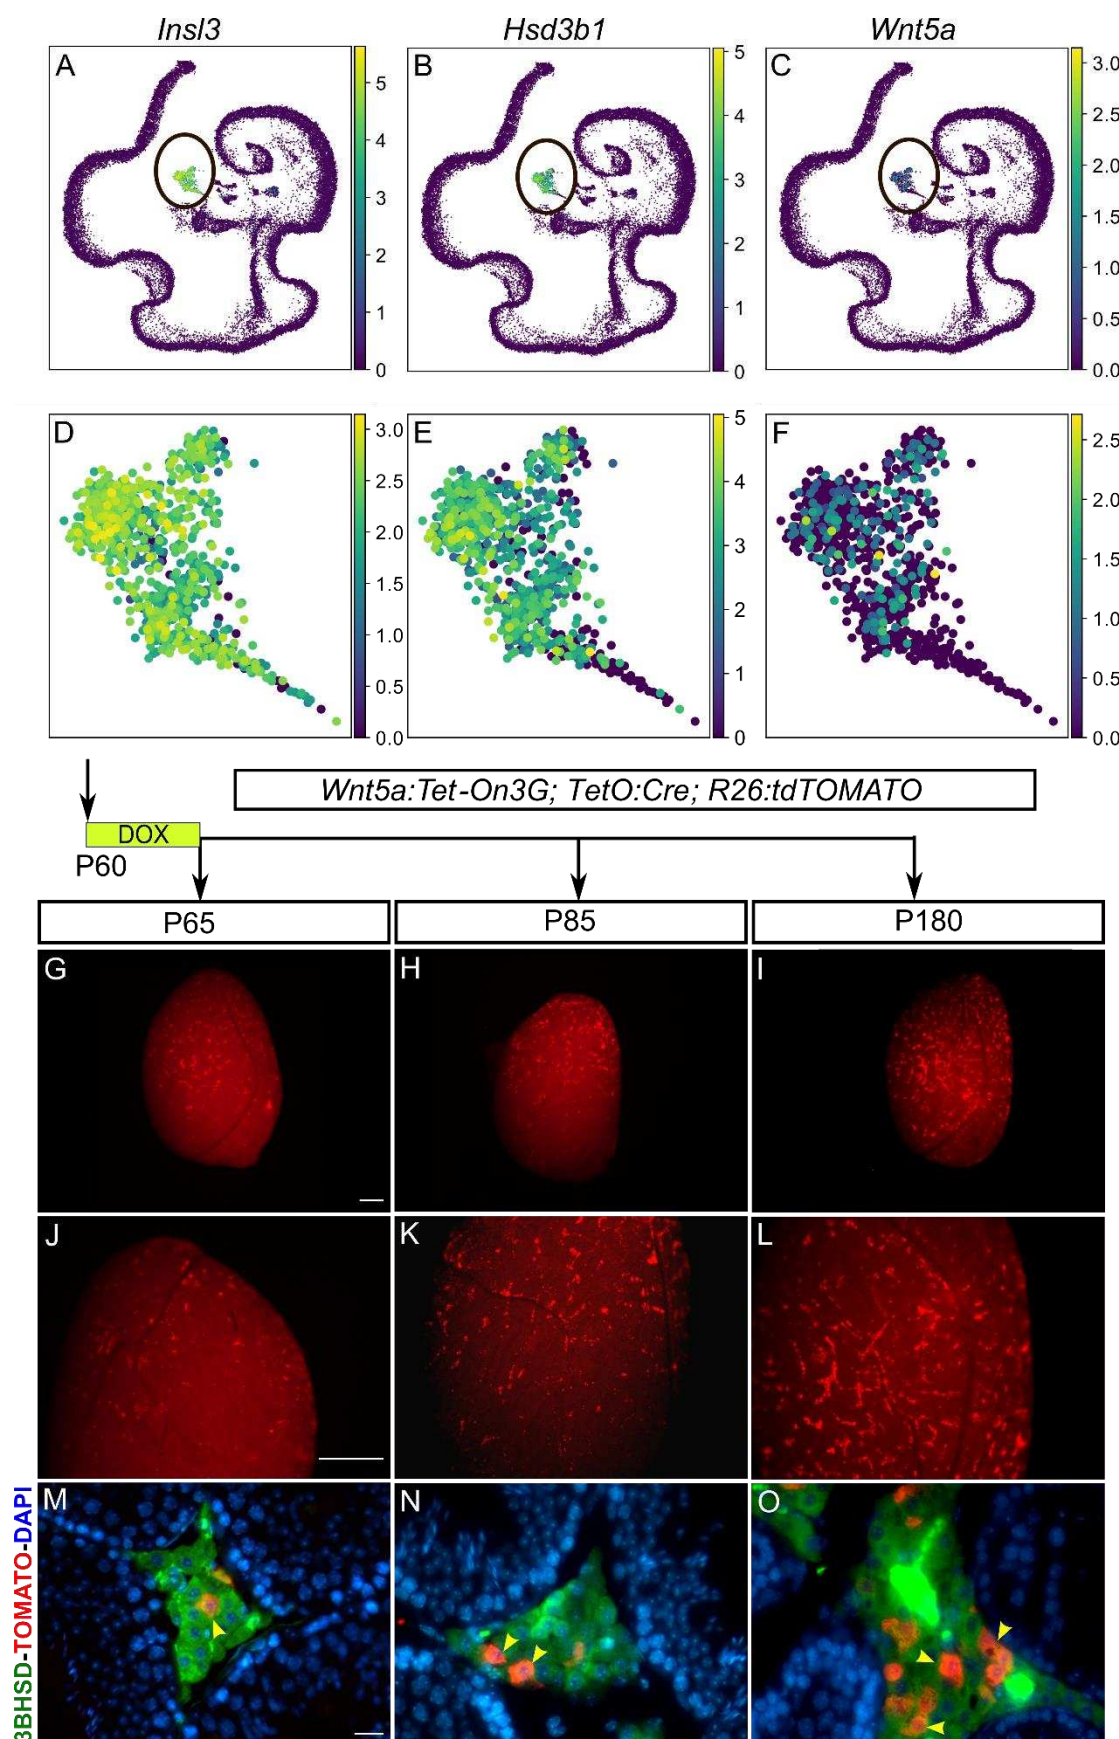 Insl3 Hsd3b1 Wnt5a
A B C
5 4 3 2 1 0
5 4 3 2 1 0
3.0 2.5 2.0 1.5 1.0 0.5 0.0
D E F
3.0 2.5 2.0 1.5 1.0 0.5 0.0
5 4 3 2 1 0
2.5 2.0 1.5 1.0 0.5 0.0
Wnt5a:Tet-On3G; TetO:Cre; R26:tdTOMATO
DOX
P60
P65 P85 P180
G H I
J K L
M N O
3BHSD-TOMATO-DAPI